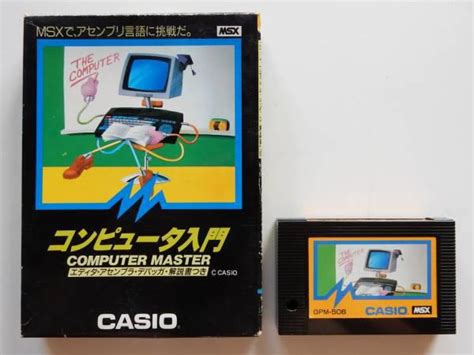 MSXで、アセンブリ言語に挑戦だ。
MSX
THE COMPUTER
コンピュータ入門
COMPUTER MASTER
エディタ・アセンブラ・デバッガ・解説書つき
© CASIO
CASIO
THE COMPUTER
GPM-508
CASIO
MSX